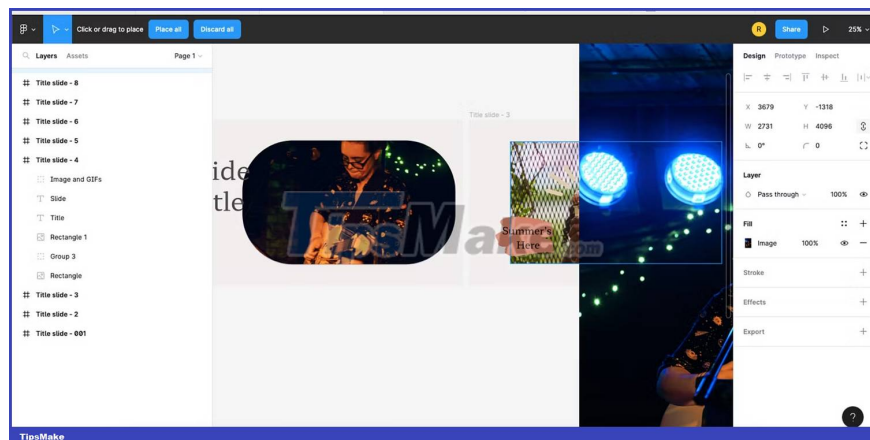 Click or drag to place Place all Discard all R Share 25%
Layers Assets Page 1
Design Prototype Inspect
Title slide - 8
Title slide - 7
Title slide - 6
Title slide - 5
Title slide - 4
Image and GIFs
Slide
Title
Rectangle 1
Group 3
Rectangle
Title slide - 3
Title slide - 2
Title slide - 001
Title slide - 3
ide
tle
Summer's
Here
TipsMake
.com
X 3679 Y -1318
W 2731 H 4096
0° 0
Layer
Pass through 100%
Fill
Image 100%
Stroke
Effects
Export
?
TipsMake